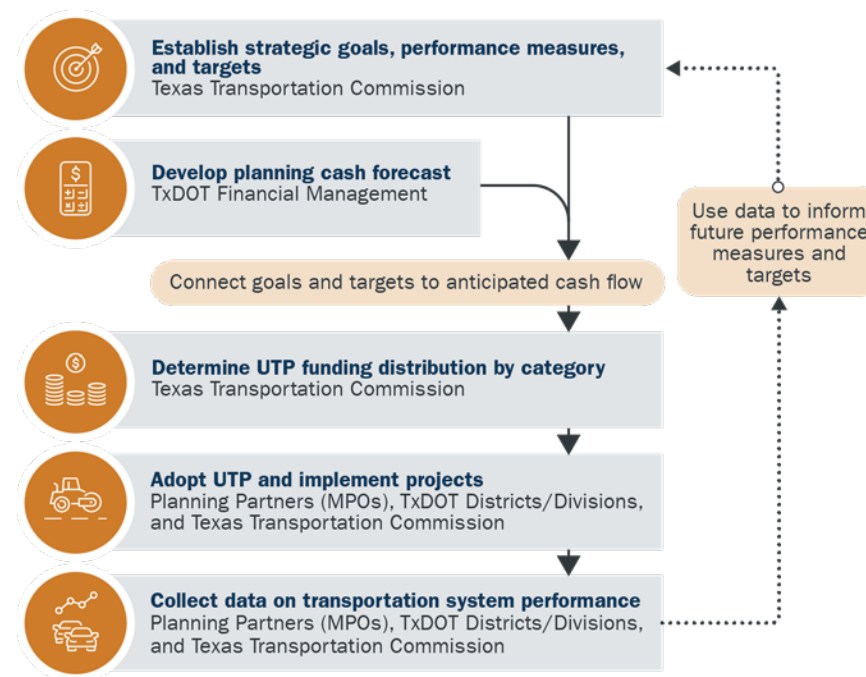 Establish strategic goals, performance measures,
and targets
Texas Transportation Commission
$
Develop planning cash forecast
TxDOT Financial Management
Use data to inform
future performance
measures and
targets
Connect goals and targets to anticipated cash flow
$
Determine UTP funding distribution by category
Texas Transportation Commission
Adopt UTP and implement projects
Planning Partners (MPOs), TxDOT Districts/Divisions,
and Texas Transportation Commission
Collect data on transportation system performance
Planning Partners (MPOs), TxDOT Districts/Divisions,
and Texas Transportation Commission